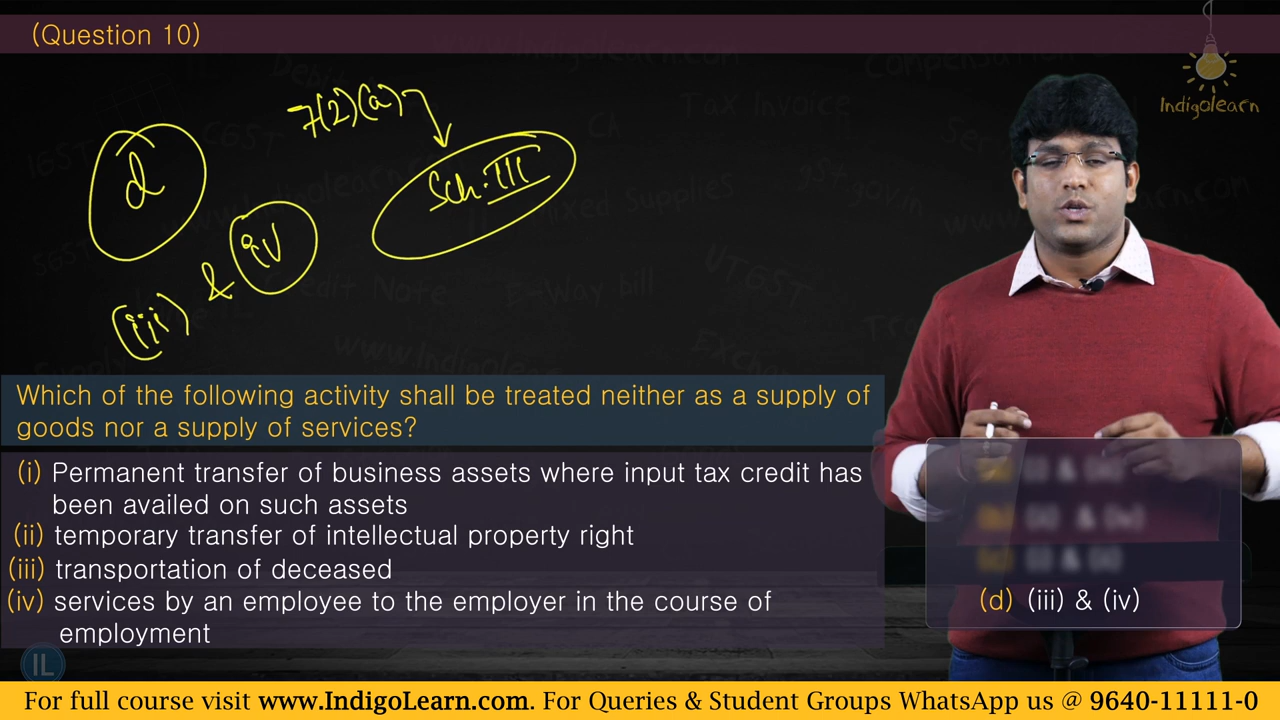 (Question 10)
Indigolearn
7(2)(a)
Sch.III
d
(iii) & iv
Which of the following activity shall be treated neither as a supply of
goods nor a supply of services?
(i) Permanent transfer of business assets where input tax credit has
been availed on such assets
(ii) temporary transfer of intellectual property right
(iii) transportation of deceased
(iv) services by an employee to the employer in the course of
employment
(d) (iii) & (iv)
IL
For full course visit www.IndigoLearn.com. For Queries & Student Groups WhatsApp us @ 9640-11111-0